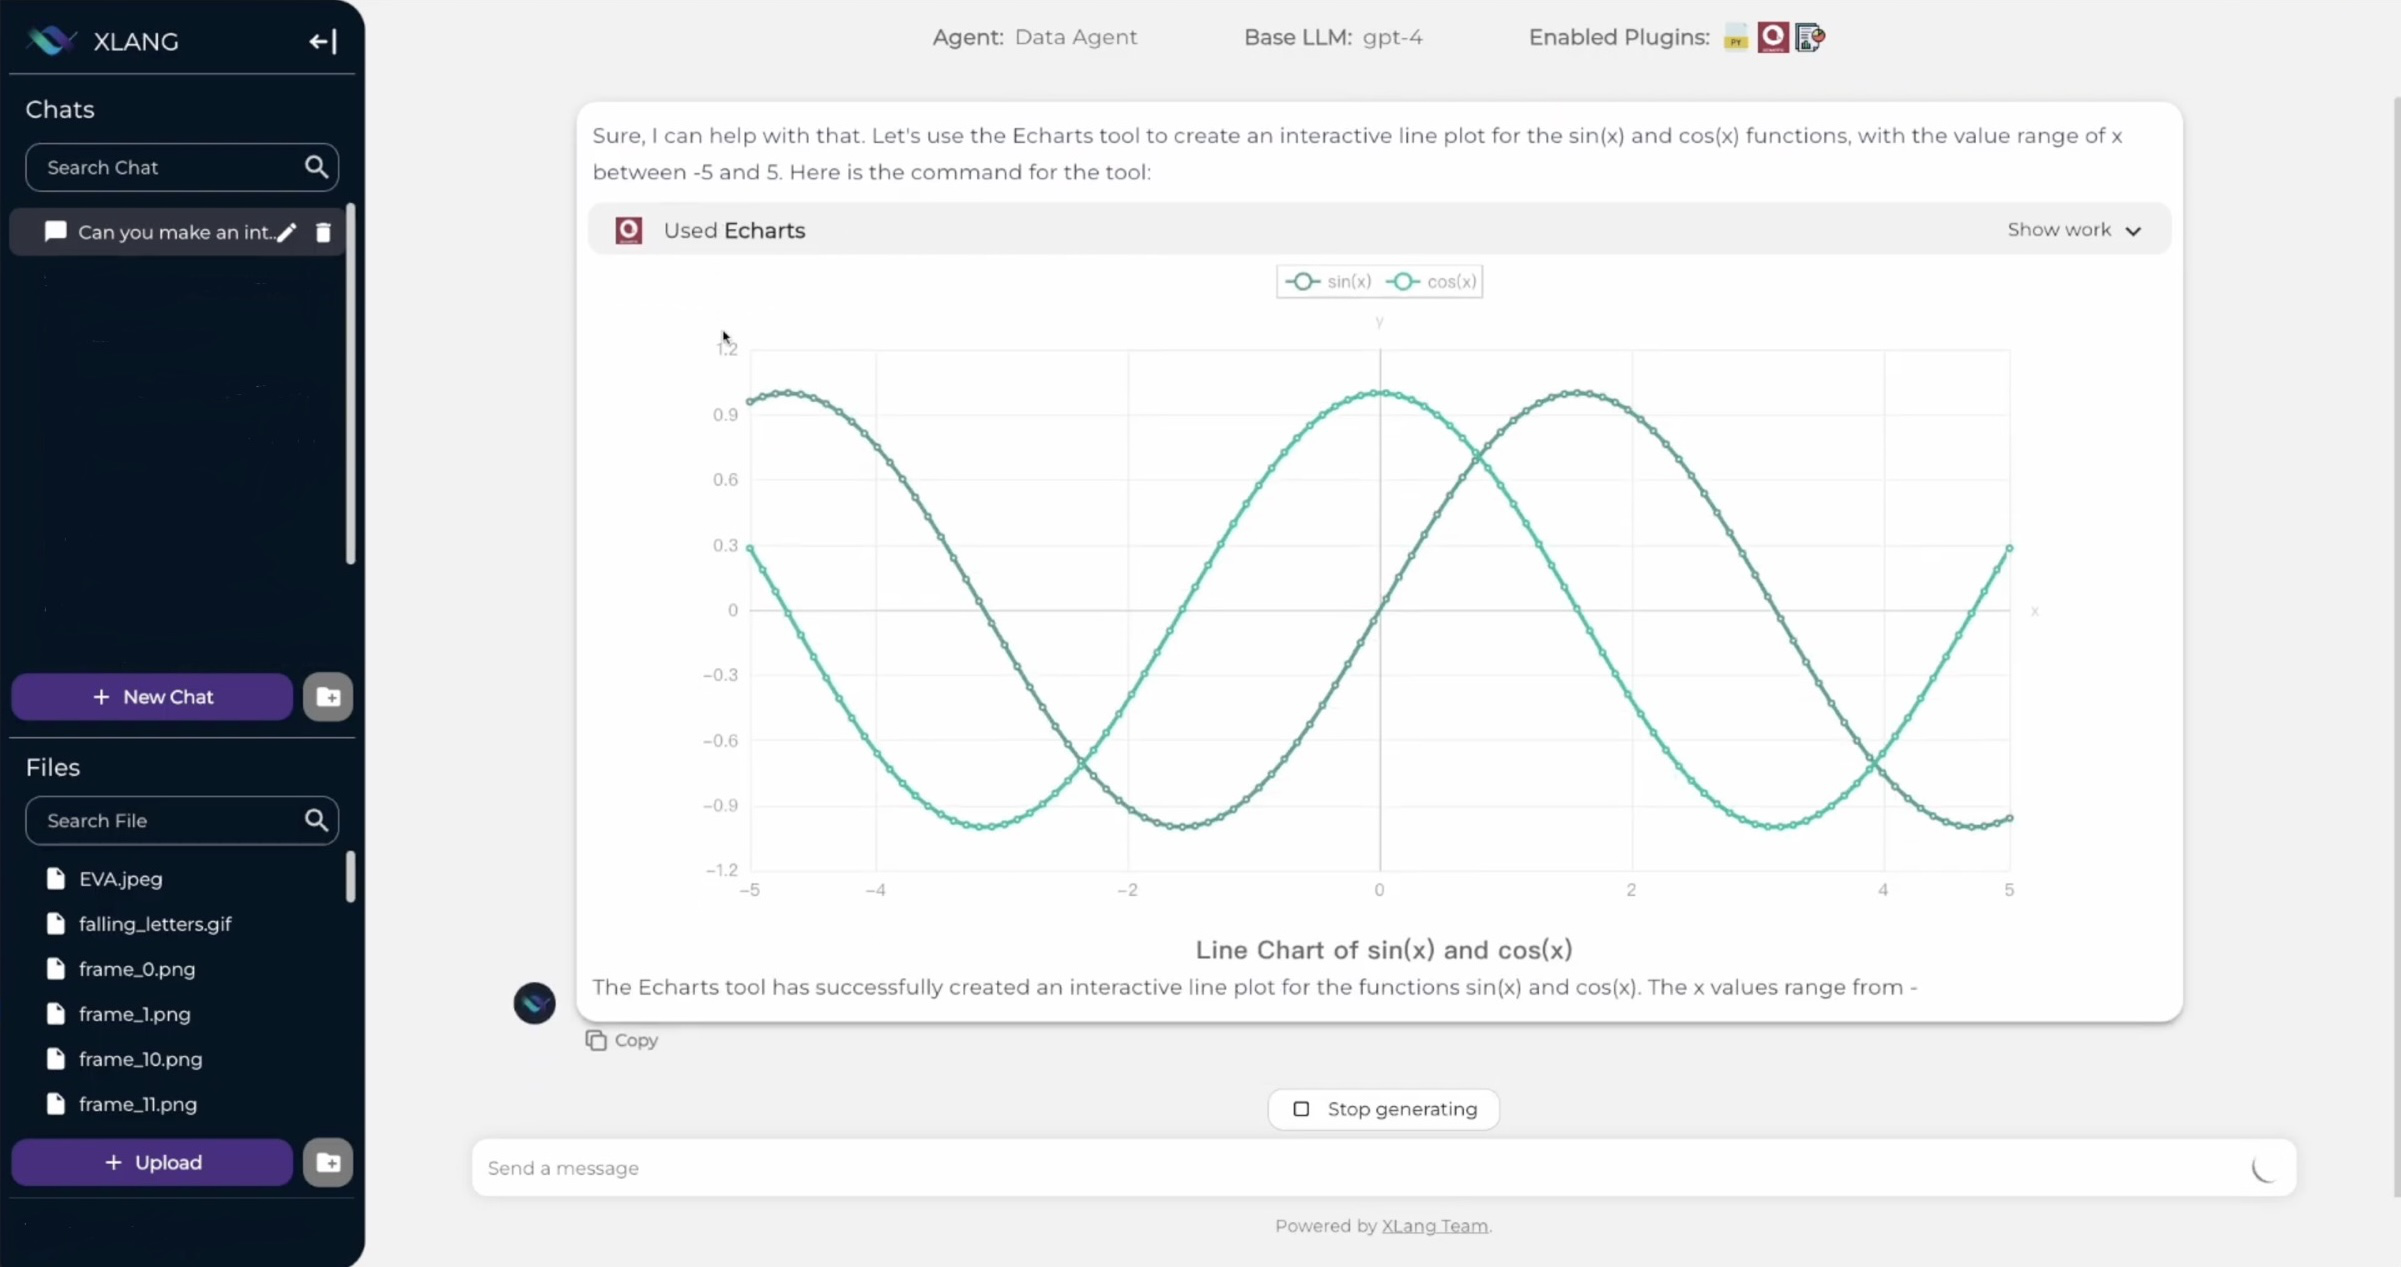 XLANG
Chats
Search Chat
Can you make an int..
New Chat
Files
Search File
EVA.jpeg
falling_letters.gif
frame_0.png
frame_1.png
frame_10.png
frame_11.png
Upload
Agent: Data Agent
Base LLM: gpt-4
Enabled Plugins:
PY
Sure, I can help with that. Let's use the Echarts tool to create an interactive line plot for the sin(x) and cos(x) functions, with the value range of x
between -5 and 5. Here is the command for the tool:
Used Echarts
Show work
sin(x) cos(x)
y
1.2
0.9
0.6
0.3
0
x
−0.3
−0.6
−0.9
−1.2
−5 −4 −2 0 2 4 5
Line Chart of sin(x) and cos(x)
The Echarts tool has successfully created an interactive line plot for the functions sin(x) and cos(x). The x values range from -
Copy
Stop generating
Send a message
Powered by XLang Team.